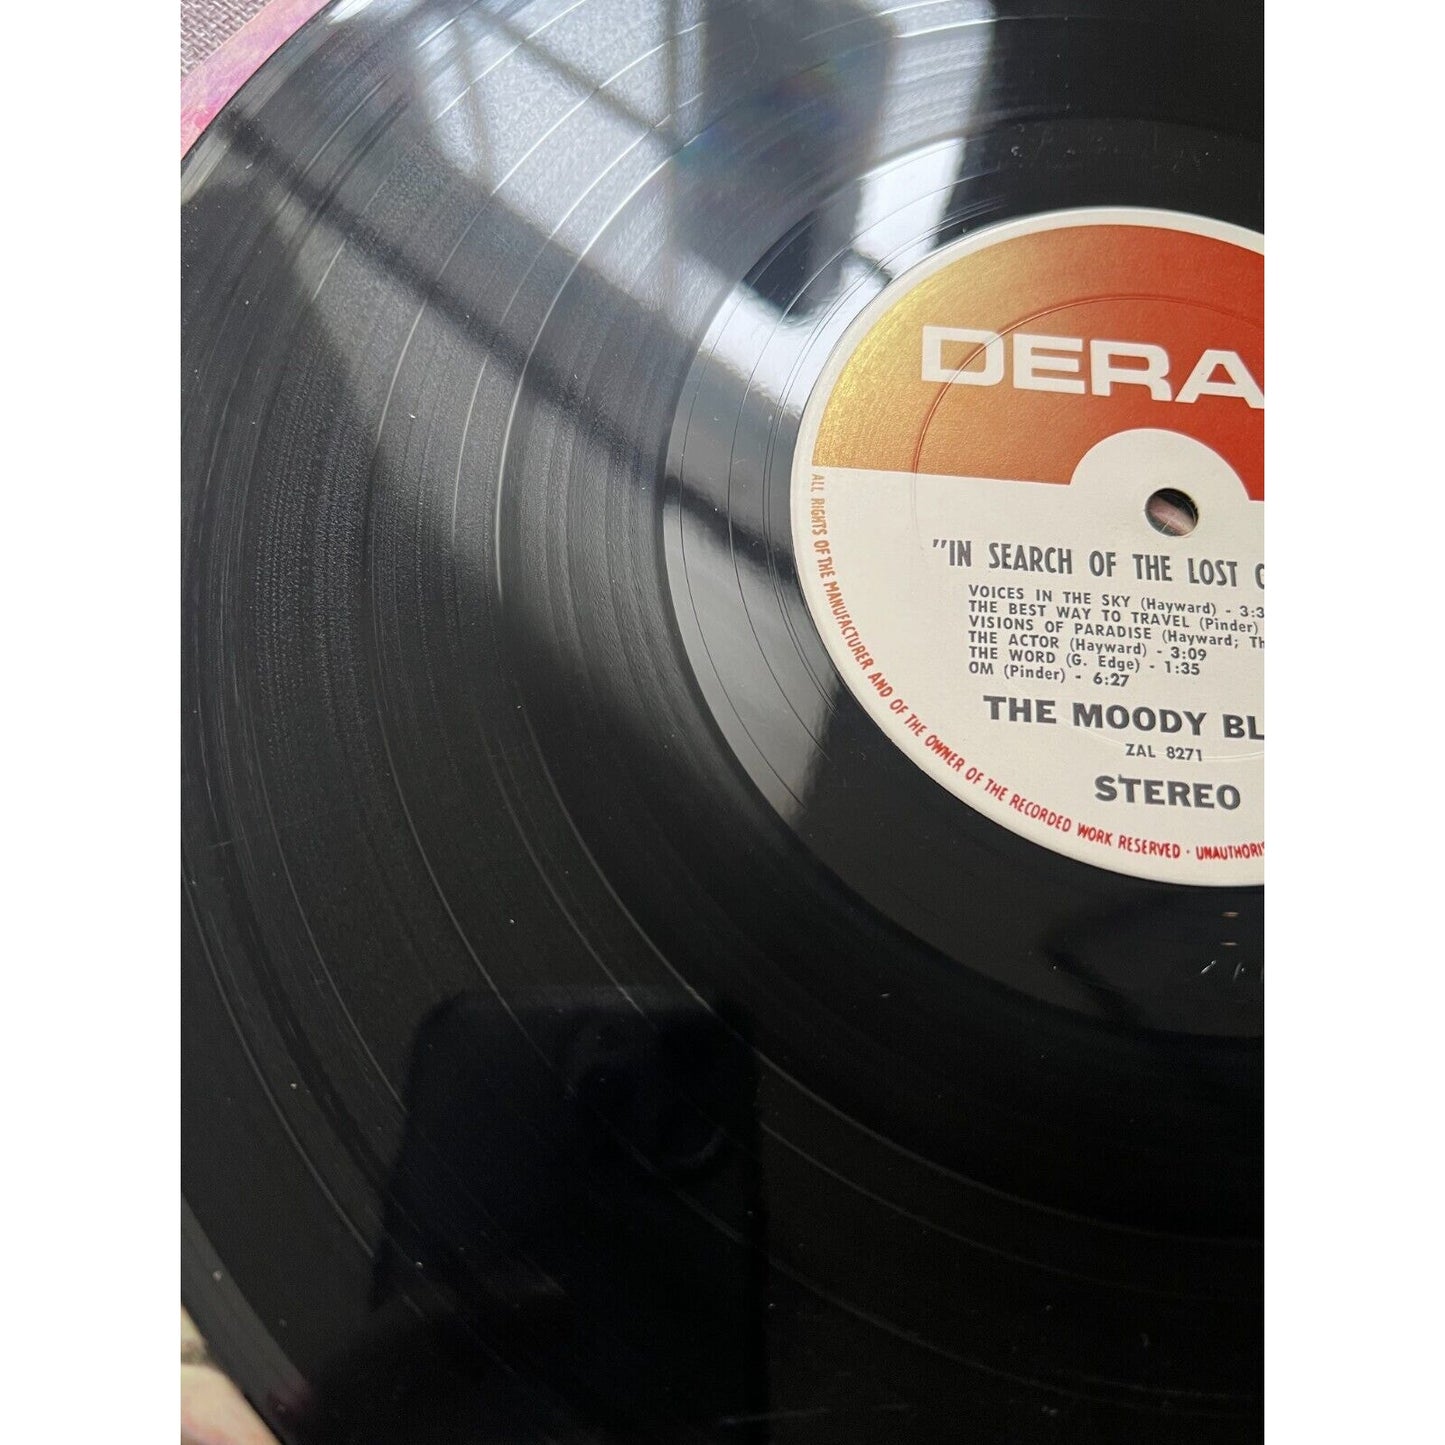 DERA
"IN SEARCH OF THE LOST
VOICES IN THE SKY (Hayward) - 3:3
THE BEST WAY TO TRAVEL (Pinder)
VISIONS OF PARADISE (Hayward; Th
THE ACTOR (Hayward) - 3:09
THE WORD (G. Edge) - 1:35
OM (Pinder) - 6:27
THE MOODY BL
ZAL 8271
STEREO
ALL RIGHTS OF THE MANUFACTURER AND OF THE OWNER OF THE RECORDED WORK RESERVED · UNAUTHORI